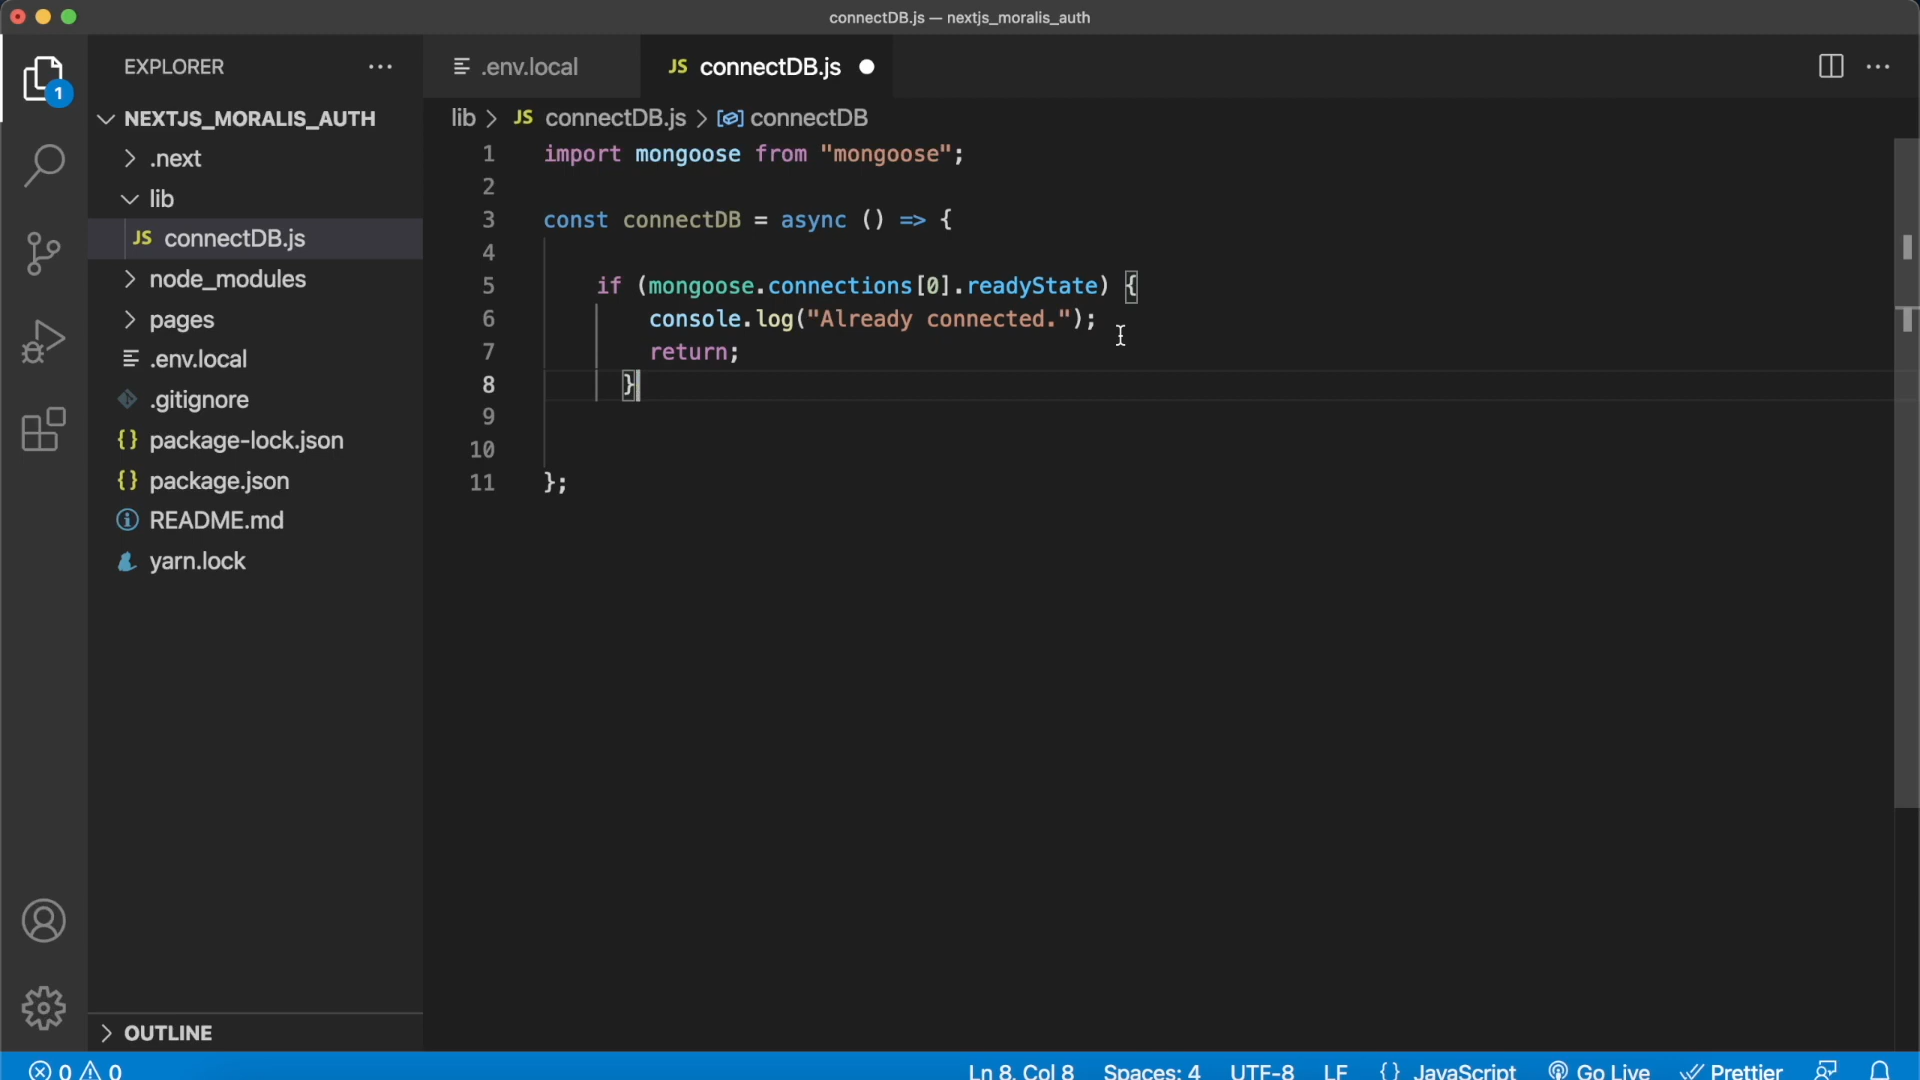 connectDB.js — nextjs_moralis_auth
EXPLORER
.env.local
JS connectDB.js
1
lib > JS connectDB.js > connectDB
NEXTJS_MORALIS_AUTH
.next
lib
JS connectDB.js
node_modules
pages
.env.local
.gitignore
{} package-lock.json
{} package.json
README.md
yarn.lock
1 import mongoose from "mongoose";
2
3 const connectDB = async () => {
4
5 if (mongoose.connections[0].readyState) {
6 console.log("Already connected.");
7 return;
8 }
9
10
11 };
OUTLINE
0 0
Ln 8, Col 8 Spaces: 4 UTF-8 LF {} JavaScript Go Live Prettier